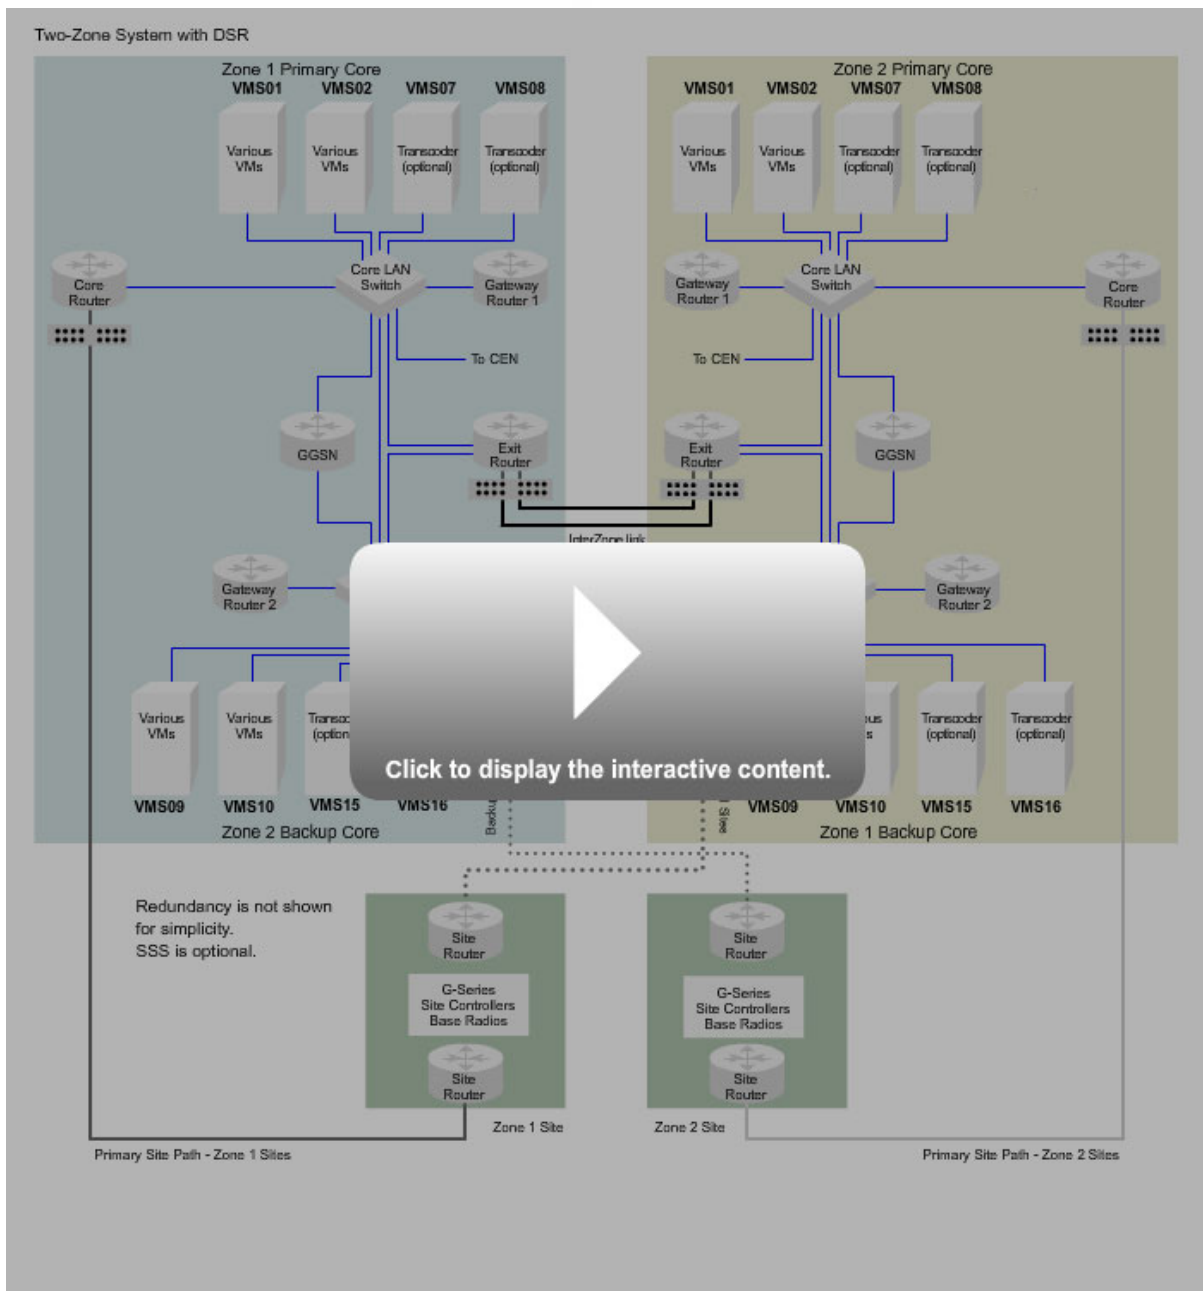 Two-Zone System with DSR
Zone 1 Primary Core
VMS01 VMS02 VMS07 VMS08
Various VMs
Various VMs
Transcoder (optional)
Transcoder (optional)
Core Router
Core LAN Switch
Gateway Router 1
To CEN
GGSN
Exit Router
Gateway Router 2
Various VMs
Various VMs
VMS09 VMS10 VMS15 VMS16
Zone 2 Backup Core
Zone 2 Primary Core
VMS01 VMS02 VMS07 VMS08
Various VMs
Various VMs
Transcoder (optional)
Transcoder (optional)
Gateway Router 1
Core LAN Switch
Core Router
To CEN
Exit Router
GGSN
InterZone link
Gateway Router 2
Transcoder (optional)
Transcoder (optional)
VMS09 VMS10 VMS15 VMS16
Zone 1 Backup Core
Click to display the interactive content.
Redundancy is not shown
for simplicity.
SSS is optional.
Site Router
G-Series
Site Controllers
Base Radios
Site Router
Zone 1 Site
Site Router
G-Series
Site Controllers
Base Radios
Site Router
Zone 2 Site
Primary Site Path - Zone 1 Sites
Primary Site Path - Zone 2 Sites